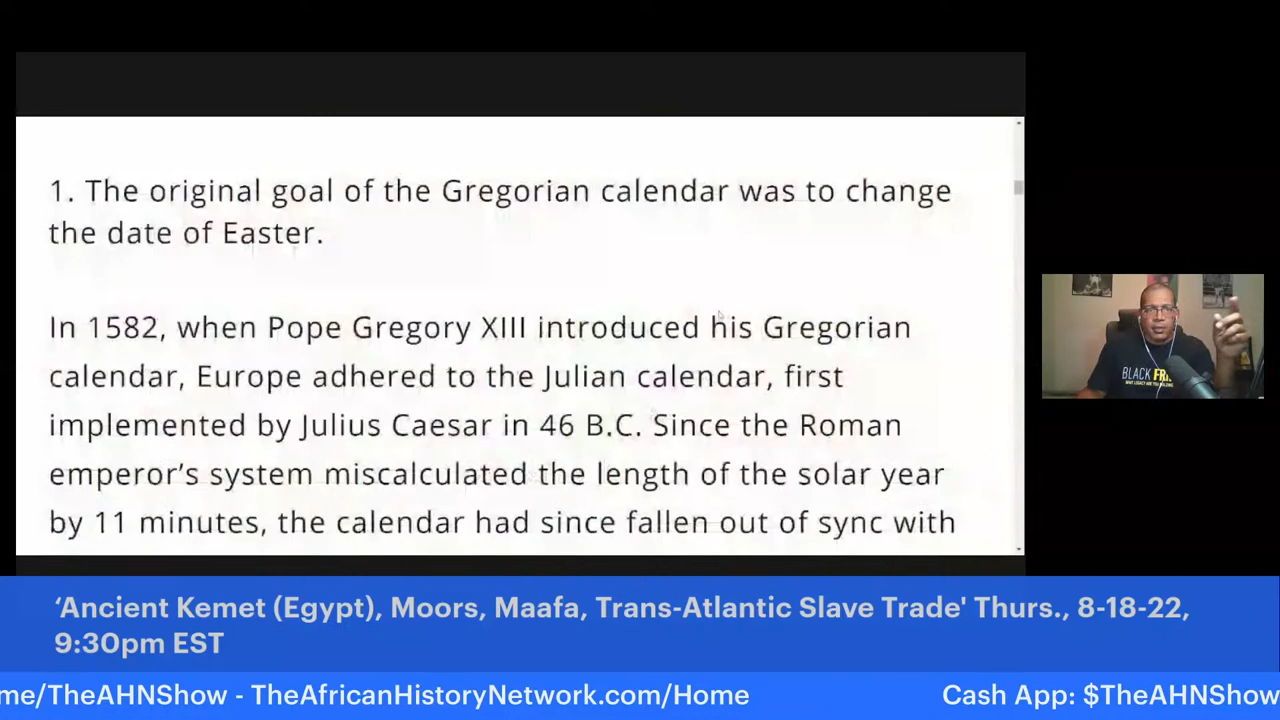 1. The original goal of the Gregorian calendar was to change
the date of Easter.
In 1582, when Pope Gregory XIII introduced his Gregorian
calendar, Europe adhered to the Julian calendar, first
implemented by Julius Caesar in 46 B.C. Since the Roman
emperor’s system miscalculated the length of the solar year
by 11 minutes, the calendar had since fallen out of sync with
BLACK
‘Ancient Kemet (Egypt), Moors, Maafa, Trans-Atlantic Slave Trade' Thurs., 8-18-22,
9:30pm EST
me/TheAHNShow - TheAfricanHistoryNetwork.com/Home
Cash App: $TheAHNShow